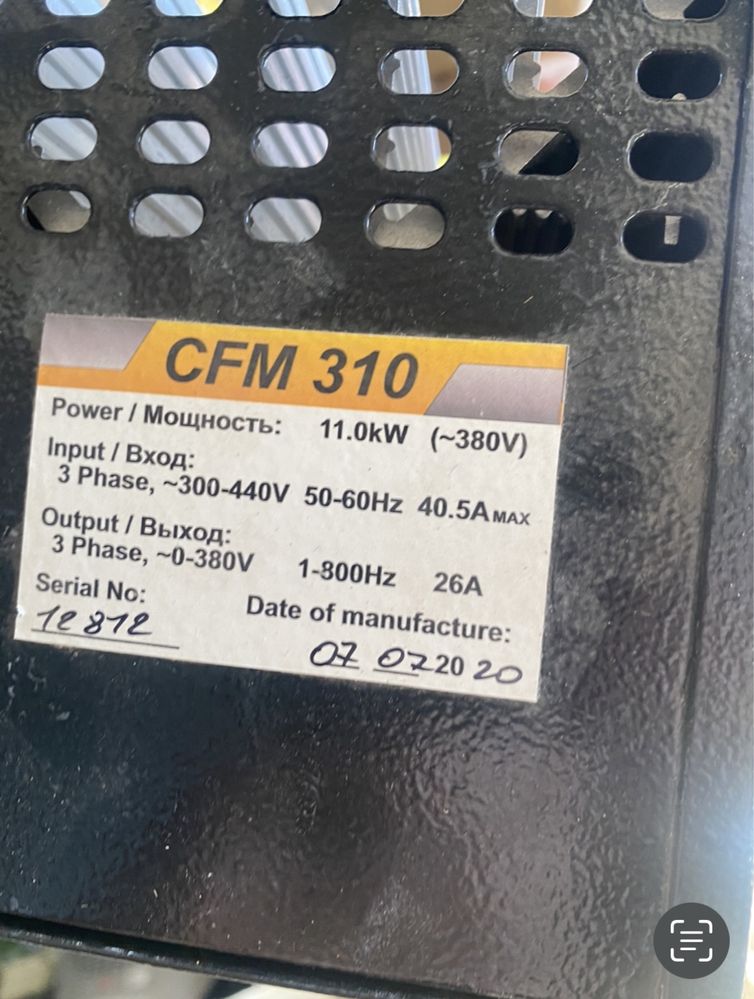 CFM 310
Power / Мощность: 11.0kW (~380V)
Input / Вход:
3 Phase, ~300-440V 50-60Hz 40.5A MAX
Output / Выход:
3 Phase, ~0-380V 1-800Hz 26A
Serial No: Date of manufacture:
12812 07 07 2020